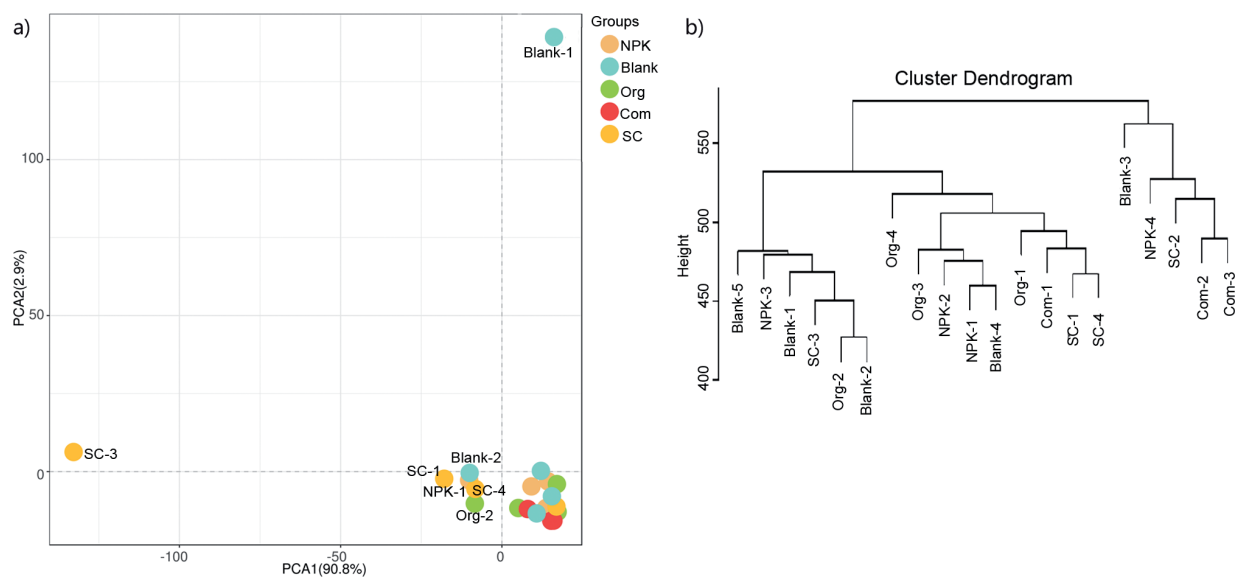 a)
Groups
NPK
Blank
Org
Com
SC
Blank-1
100
50
0
PCA2(2.9%)
SC-3
SC-1
Blank-2
NPK-1
SC-4
Org-2
-100
-50
0
PCA1(90.8%)
b)
Cluster Dendrogram
Height
550
500
450
400
Blank-5
NPK-3
Blank-1
SC-3
Org-2
Blank-2
Org-4
Org-3
NPK-2
NPK-1
Blank-4
Org-1
Com-1
SC-1
SC-4
Blank-3
NPK-4
SC-2
Com-2
Com-3